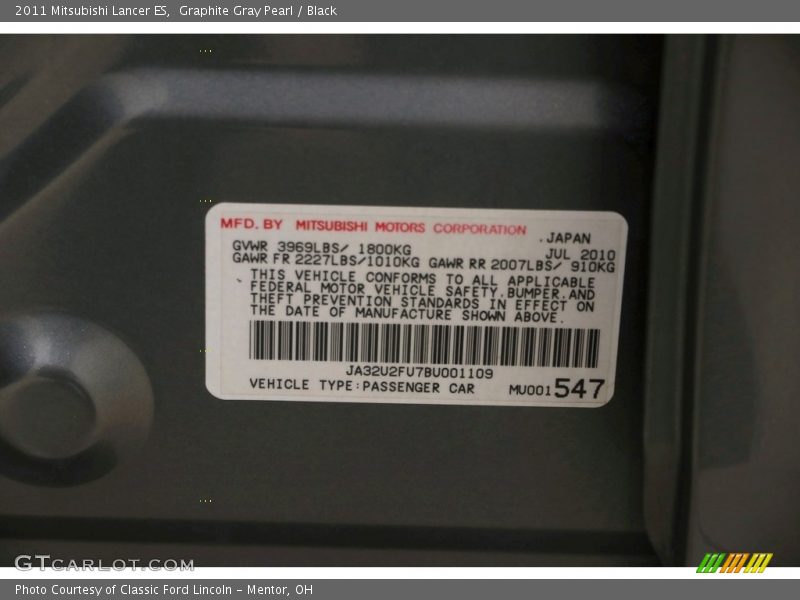 2011 Mitsubishi Lancer ES,  Graphite Gray Pearl / Black
MFD. BY MITSUBISHI MOTORS CORPORATION .JAPAN
GVWR 3969LBS/ 1800KG JUL 2010
GAWR FR 2227LBS/1010KG GAWR RR 2007LBS/ 910KG
THIS VEHICLE CONFORMS TO ALL APPLICABLE
FEDERAL MOTOR VEHICLE SAFETY,BUMPER,AND
THEFT PREVENTION STANDARDS IN EFFECT ON
THE DATE OF MANUFACTURE SHOWN ABOVE.
JA32U2FU7BU001109
VEHICLE TYPE:PASSENGER CAR MU001547
GTCARLOT.COM
Photo Courtesy of Classic Ford Lincoln - Mentor, OH